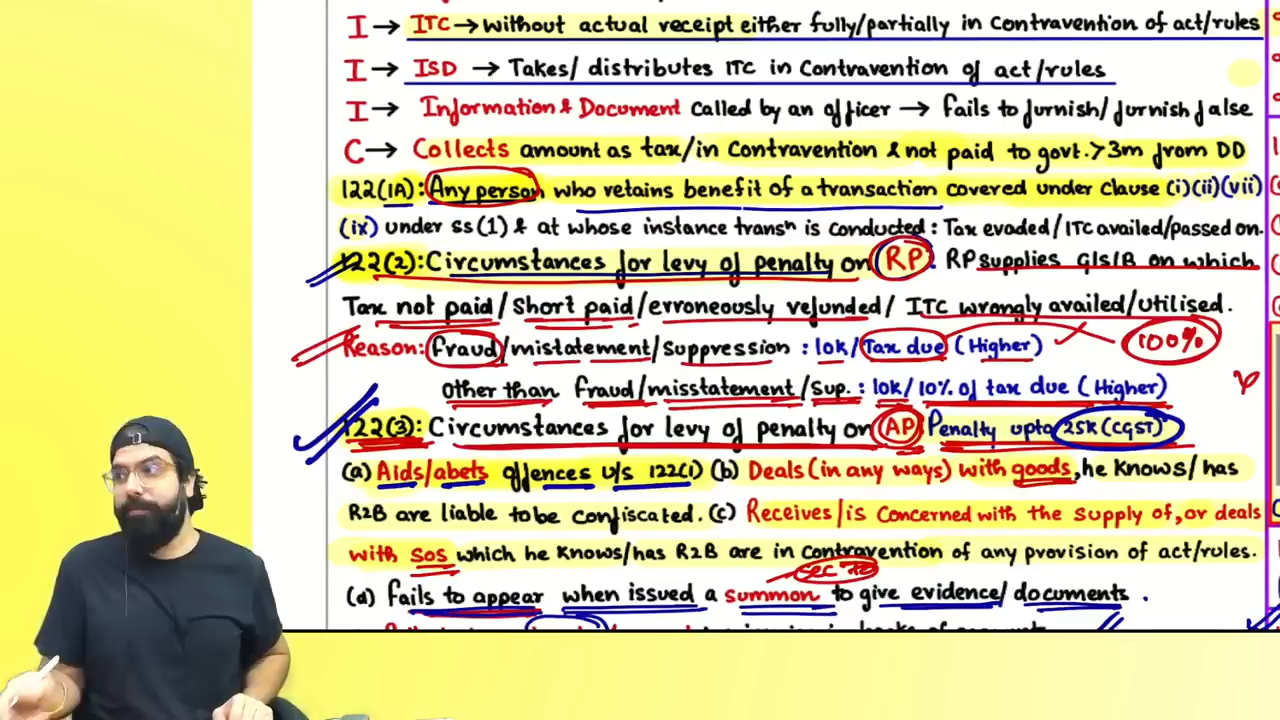 I → ITC → Without actual receipt either fully/partially in contravention of act/rules
I → ISD → Takes/ distributes ITC in Contravention of act/rules
I → Information & Document called by an officer → Fails to furnish/ furnish false
C → Collects amount as tax/in Contravention & not paid to govt. >3m from DD
122(1A): Any person who retains benefit of a transaction covered under Clause (i)(ii)(vii)
(ix) under ss(1) & at whose instance transⁿ is conducted : Tax evaded/ITC availed/passed on.
122(2): Circumstances for levy of penalty on RP: RP supplies G/S/B on which
Tax not paid/Short paid/erroneously refunded/ ITC wrongly availed/utilised.
Reason: fraud/mistatement/suppression : 10k/Tax due (Higher) 100%
Other than fraud/misstatement/Sup. : 10k/10% of tax due (Higher)
122(3): Circumstances for levy of penalty on AP Penalty upto 25K (CGST)
(a) Aids/abets offences u/s 122(1) (b) Deals (in any ways) with goods, he Knows/has
R2B are liable to be confiscated. (c) Receives/is Concerned with the supply of, or deals
with SOS which he Knows/has R2B are in contravention of any provision of act/rules.
Sec 70
(d) fails to appear when issued a summon to give evidence/documents.